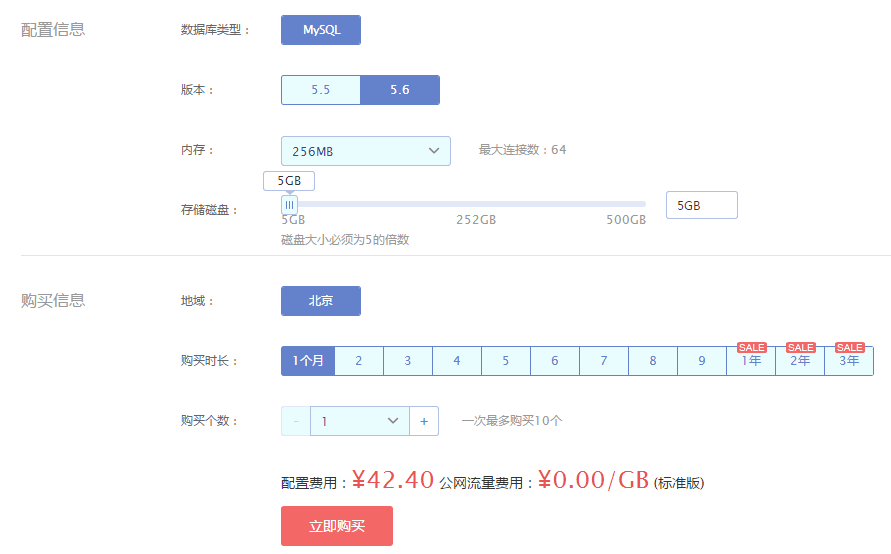 配置信息 数据库类型： MySQL
版本： 5.5 5.6
内存： 256MB 最大连接数：64
5GB
存储磁盘： 5GB
5GB 252GB 500GB
磁盘大小必须为5的倍数
购买信息 地域： 北京
SALE SALE SALE
购买时长： 1个月 2 3 4 5 6 7 8 9 1年 2年 3年
购买个数： - 1 + 一次最多购买10个
配置费用：¥42.40 公网流量费用：¥0.00/GB (标准版)
立即购买